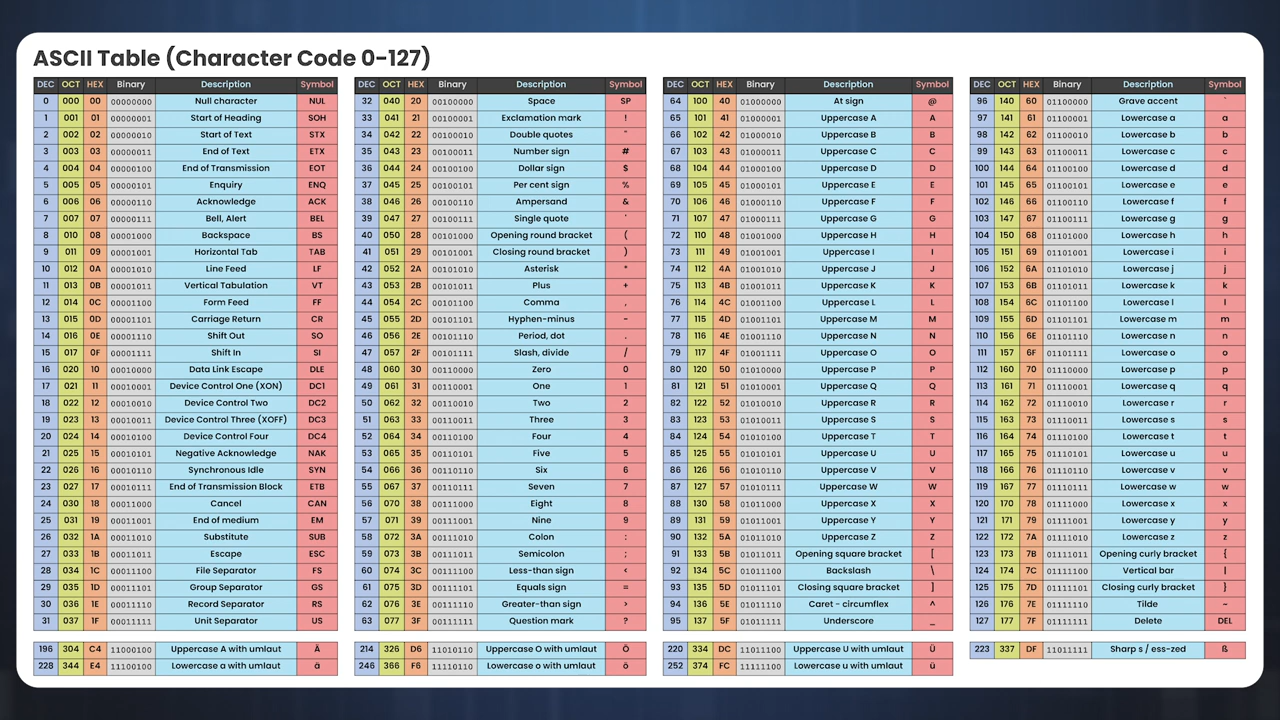 ASCII Table (Character Code 0-127)
DEC OCT HEX Binary Description Symbol
0 000 00 00000000 Null character NUL
1 001 01 00000001 Start of Heading SOH
2 002 02 00000010 Start of Text STX
3 003 03 00000011 End of Text ETX
4 004 04 00000100 End of Transmission EOT
5 005 05 00000101 Enquiry ENQ
6 006 06 00000110 Acknowledge ACK
7 007 07 00000111 Bell, Alert BEL
8 010 08 00001000 Backspace BS
9 011 09 00001001 Horizontal Tab TAB
10 012 0A 00001010 Line Feed LF
11 013 0B 00001011 Vertical Tabulation VT
12 014 0C 00001100 Form Feed FF
13 015 0D 00001101 Carriage Return CR
14 016 0E 00001110 Shift Out SO
15 017 0F 00001111 Shift In SI
16 020 10 00010000 Data Link Escape DLE
17 021 11 00010001 Device Control One (XON) DC1
18 022 12 00010010 Device Control Two DC2
19 023 13 00010011 Device Control Three (XOFF) DC3
20 024 14 00010100 Device Control Four DC4
21 025 15 00010101 Negative Acknowledge NAK
22 026 16 00010110 Synchronous Idle SYN
23 027 17 00010111 End of Transmission Block ETB
24 030 18 00011000 Cancel CAN
25 031 19 00011001 End of medium EM
26 032 1A 00011010 Substitute SUB
27 033 1B 00011011 Escape ESC
28 034 1C 00011100 File Separator FS
29 035 1D 00011101 Group Separator GS
30 036 1E 00011110 Record Separator RS
31 037 1F 00011111 Unit Separator US
196 304 C4 11000100 Uppercase A with umlaut Ä
228 344 E4 11100100 Lowercase a with umlaut ä
DEC OCT HEX Binary Description Symbol
32 040 20 00100000 Space SP
33 041 21 00100001 Exclamation mark !
34 042 22 00100010 Double quotes "
35 043 23 00100011 Number sign #
36 044 24 00100100 Dollar sign $
37 045 25 00100101 Per cent sign %
38 046 26 00100110 Ampersand &
39 047 27 00100111 Single quote '
40 050 28 00101000 Opening round bracket (
41 051 29 00101001 Closing round bracket )
42 052 2A 00101010 Asterisk *
43 053 2B 00101011 Plus +
44 054 2C 00101100 Comma ,
45 055 2D 00101101 Hyphen-minus -
46 056 2E 00101110 Period, dot .
47 057 2F 00101111 Slash, divide /
48 060 30 00110000 Zero 0
49 061 31 00110001 One 1
50 062 32 00110010 Two 2
51 063 33 00110011 Three 3
52 064 34 00110100 Four 4
53 065 35 00110101 Five 5
54 066 36 00110110 Six 6
55 067 37 00110111 Seven 7
56 070 38 00111000 Eight 8
57 071 39 00111001 Nine 9
58 072 3A 00111010 Colon :
59 073 3B 00111011 Semicolon ;
60 074 3C 00111100 Less-than sign <
61 075 3D 00111101 Equals sign =
62 076 3E 00111110 Greater-than sign >
63 077 3F 00111111 Question mark ?
214 326 D6 11010110 Uppercase O with umlaut Ö
246 366 F6 11110110 Lowercase o with umlaut ö
DEC OCT HEX Binary Description Symbol
64 100 40 01000000 At sign @
65 101 41 01000001 Uppercase A A
66 102 42 01000010 Uppercase B B
67 103 43 01000011 Uppercase C C
68 104 44 01000100 Uppercase D D
69 105 45 01000101 Uppercase E E
70 106 46 01000110 Uppercase F F
71 107 47 01000111 Uppercase G G
72 110 48 01001000 Uppercase H H
73 111 49 01001001 Uppercase I I
74 112 4A 01001010 Uppercase J J
75 113 4B 01001011 Uppercase K K
76 114 4C 01001100 Uppercase L L
77 115 4D 01001101 Uppercase M M
78 116 4E 01001110 Uppercase N N
79 117 4F 01001111 Uppercase O O
80 120 50 01010000 Uppercase P P
81 121 51 01010001 Uppercase Q Q
82 122 52 01010010 Uppercase R R
83 123 53 01010011 Uppercase S S
84 124 54 01010100 Uppercase T T
85 125 55 01010101 Uppercase U U
86 126 56 01010110 Uppercase V V
87 127 57 01010111 Uppercase W W
88 130 58 01011000 Uppercase X X
89 131 59 01011001 Uppercase Y Y
90 132 5A 01011010 Uppercase Z Z
91 133 5B 01011011 Opening square bracket [
92 134 5C 01011100 Backslash \
93 135 5D 01011101 Closing square bracket ]
94 136 5E 01011110 Caret - circumflex ^
95 137 5F 01011111 Underscore _
220 334 DC 11011100 Uppercase U with umlaut Ü
252 374 FC 11111100 Lowercase u with umlaut ü
DEC OCT HEX Binary Description Symbol
96 140 60 01100000 Grave accent `
97 141 61 01100001 Lowercase a a
98 142 62 01100010 Lowercase b b
99 143 63 01100011 Lowercase c c
100 144 64 01100100 Lowercase d d
101 145 65 01100101 Lowercase e e
102 146 66 01100110 Lowercase f f
103 147 67 01100111 Lowercase g g
104 150 68 01101000 Lowercase h h
105 151 69 01101001 Lowercase i i
106 152 6A 01101010 Lowercase j j
107 153 6B 01101011 Lowercase k k
108 154 6C 01101100 Lowercase l l
109 155 6D 01101101 Lowercase m m
110 156 6E 01101110 Lowercase n n
111 157 6F 01101111 Lowercase o o
112 160 70 01110000 Lowercase p p
113 161 71 01110001 Lowercase q q
114 162 72 01110010 Lowercase r r
115 163 73 01110011 Lowercase s s
116 164 74 01110100 Lowercase t t
117 165 75 01110101 Lowercase u u
118 166 76 01110110 Lowercase v v
119 167 77 01110111 Lowercase w w
120 170 78 01111000 Lowercase x x
121 171 79 01111001 Lowercase y y
122 172 7A 01111010 Lowercase z z
123 173 7B 01111011 Opening curly bracket {
124 174 7C 01111100 Vertical bar |
125 175 7D 01111101 Closing curly bracket }
126 176 7E 01111110 Tilde ~
127 177 7F 01111111 Delete DEL
223 337 DF 11011111 Sharp s / ess-zed ß